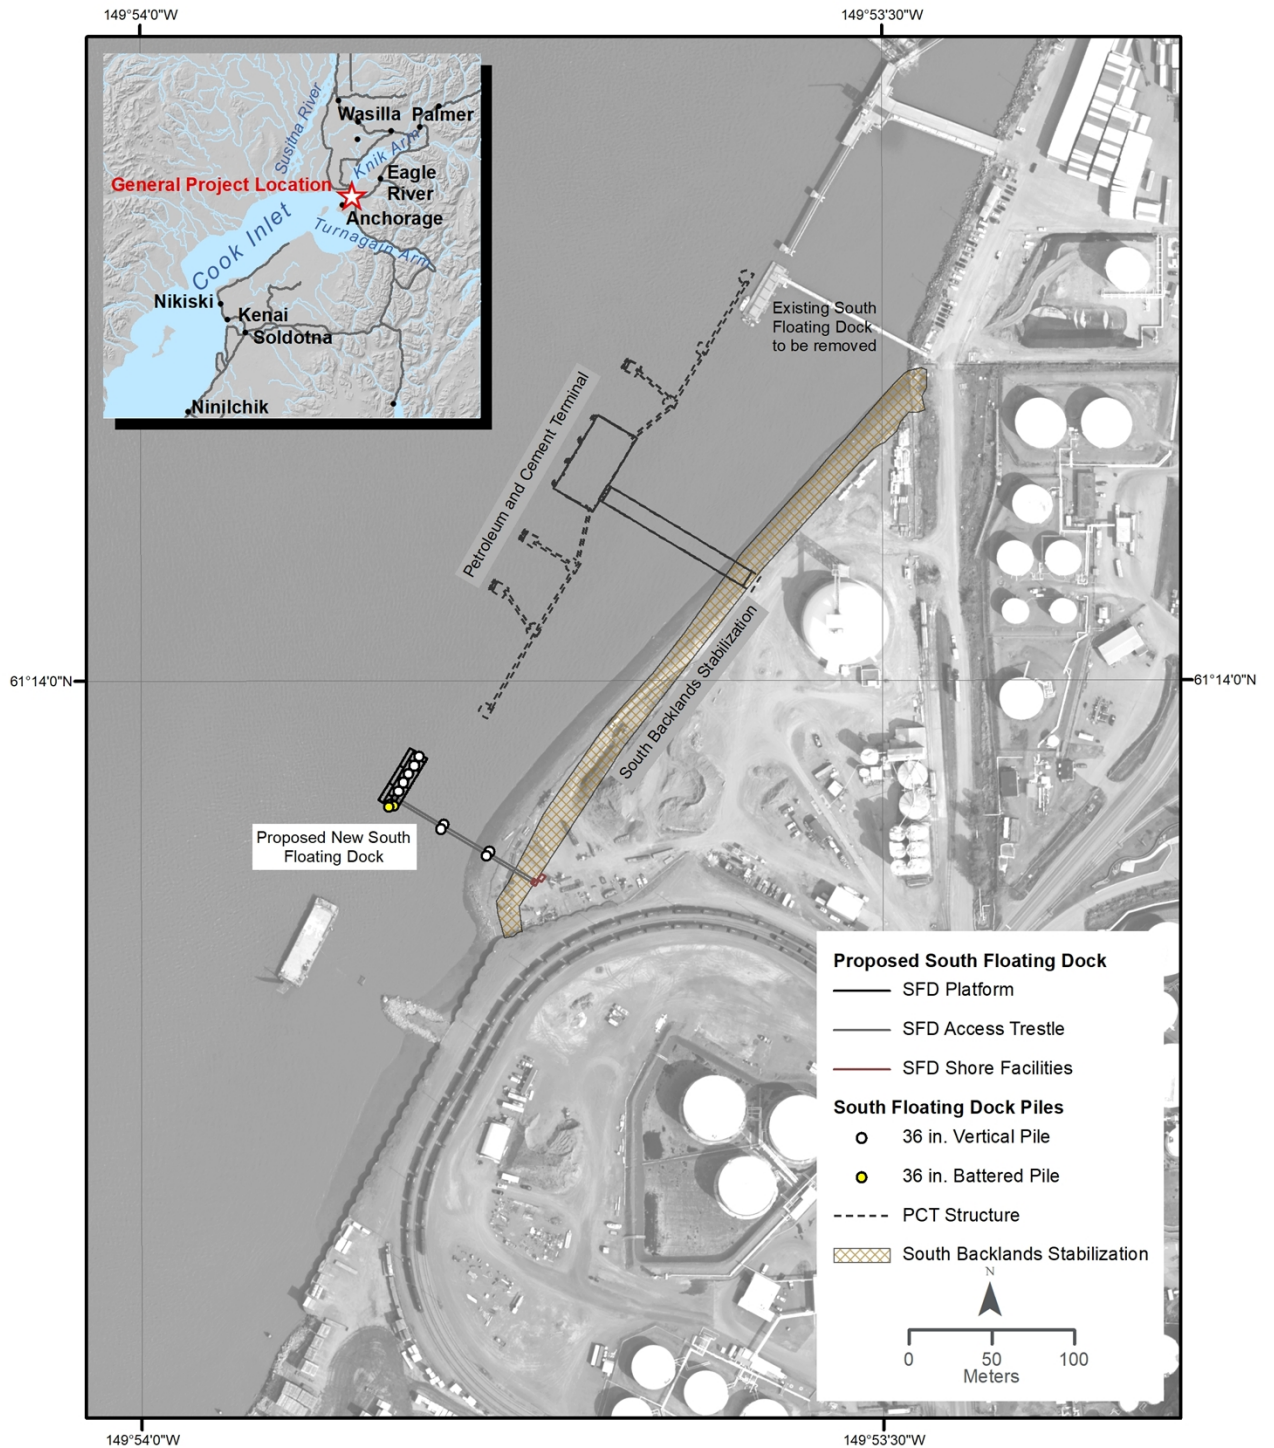 149°54'0"W
149°53'30"W
Susitna River
Wasilla
Palmer
Knik Arm
General Project Location
Eagle
River
Anchorage
Cook Inlet
Turnagain Arm
Nikiski
Kenai
Soldotna
Ninilchik
Existing South
Floating Dock
to be removed
Petroleum and Cement Terminal
South Backlands Stabilization
61°14'0"N
61°14'0"N
Proposed New South
Floating Dock
Proposed South Floating Dock
SFD Platform
SFD Access Trestle
SFD Shore Facilities
South Floating Dock Piles
36 in. Vertical Pile
36 in. Battered Pile
PCT Structure
South Backlands Stabilization
N
0 50 100
Meters
149°54'0"W
149°53'30"W